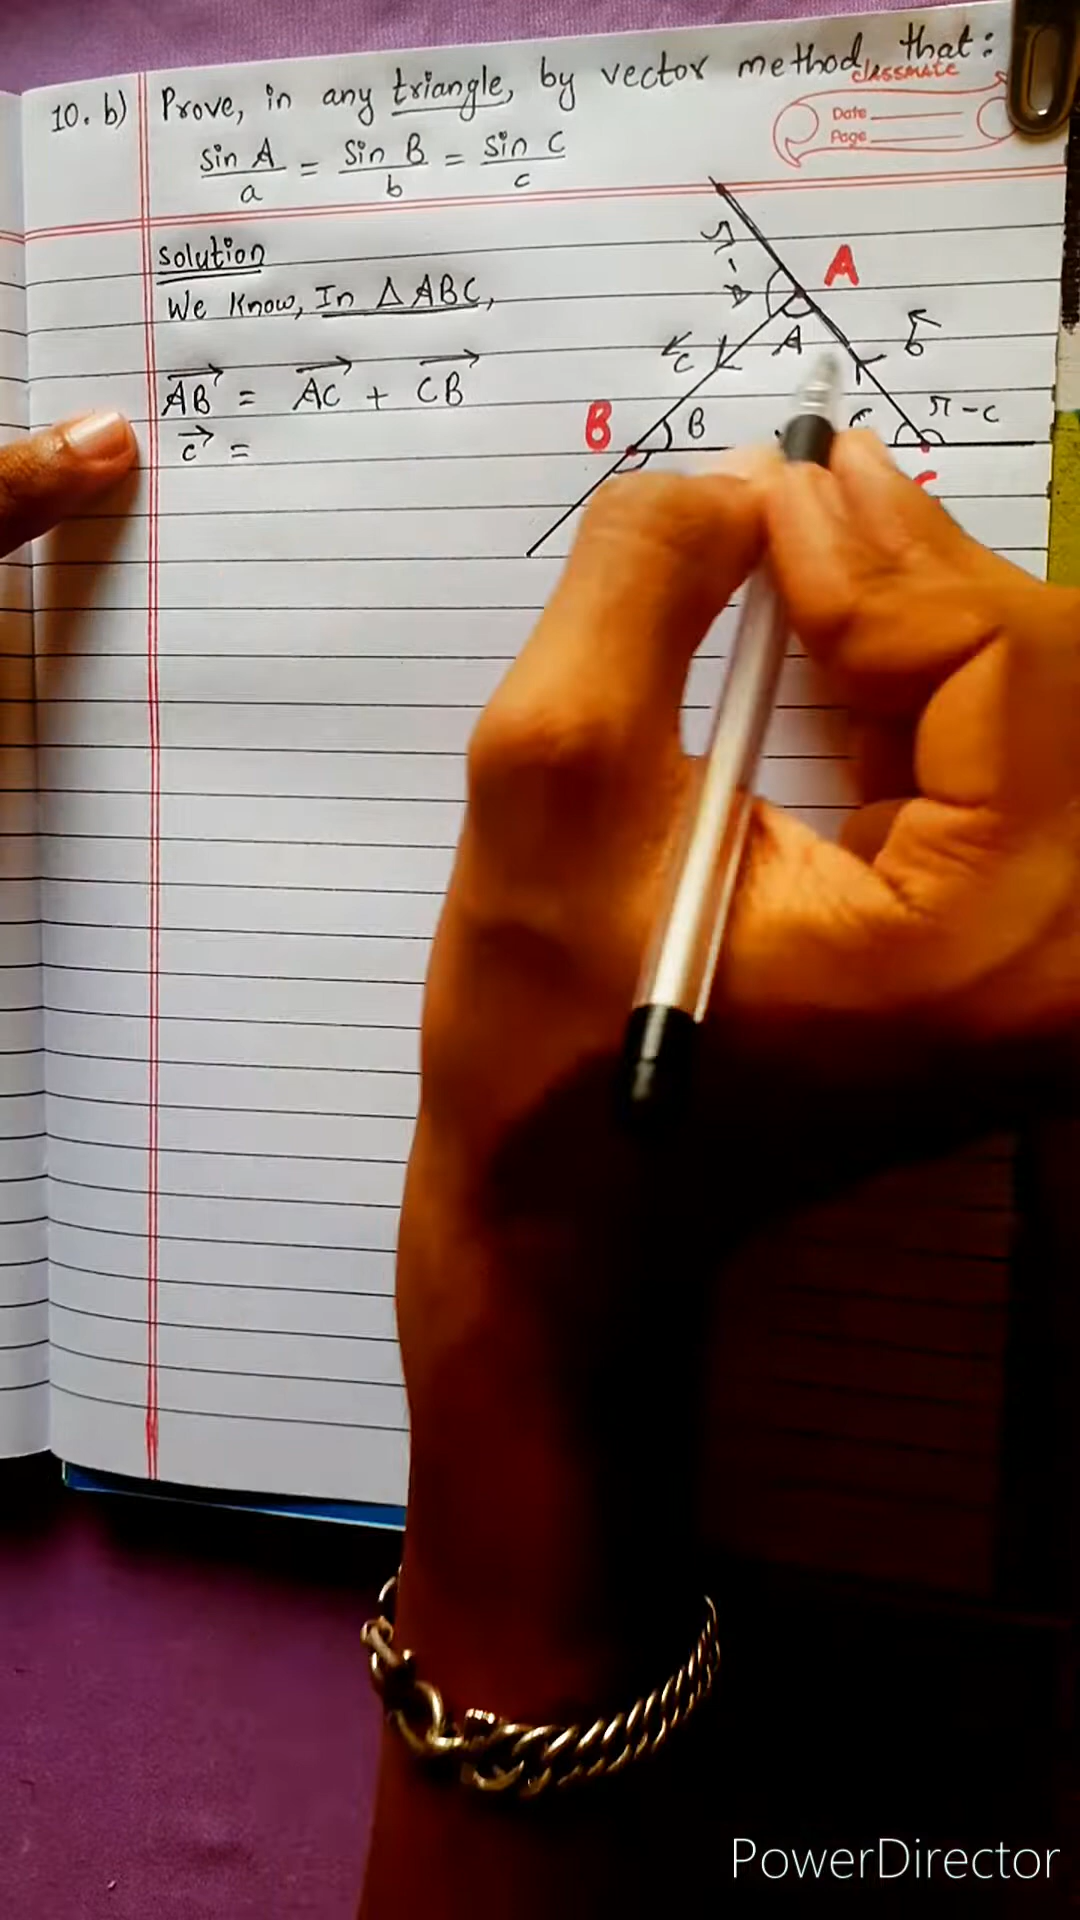 10. b) Prove, in any triangle, by vector method, that:
classmate
Date
Page
sin A / a = Sin B / b = Sin C / c
Solution
We Know, In △ABC,
AB→ = AC→ + CB→
c→ =
A
π - A
A
c→
b→
B
B
C
π - C
PowerDirector